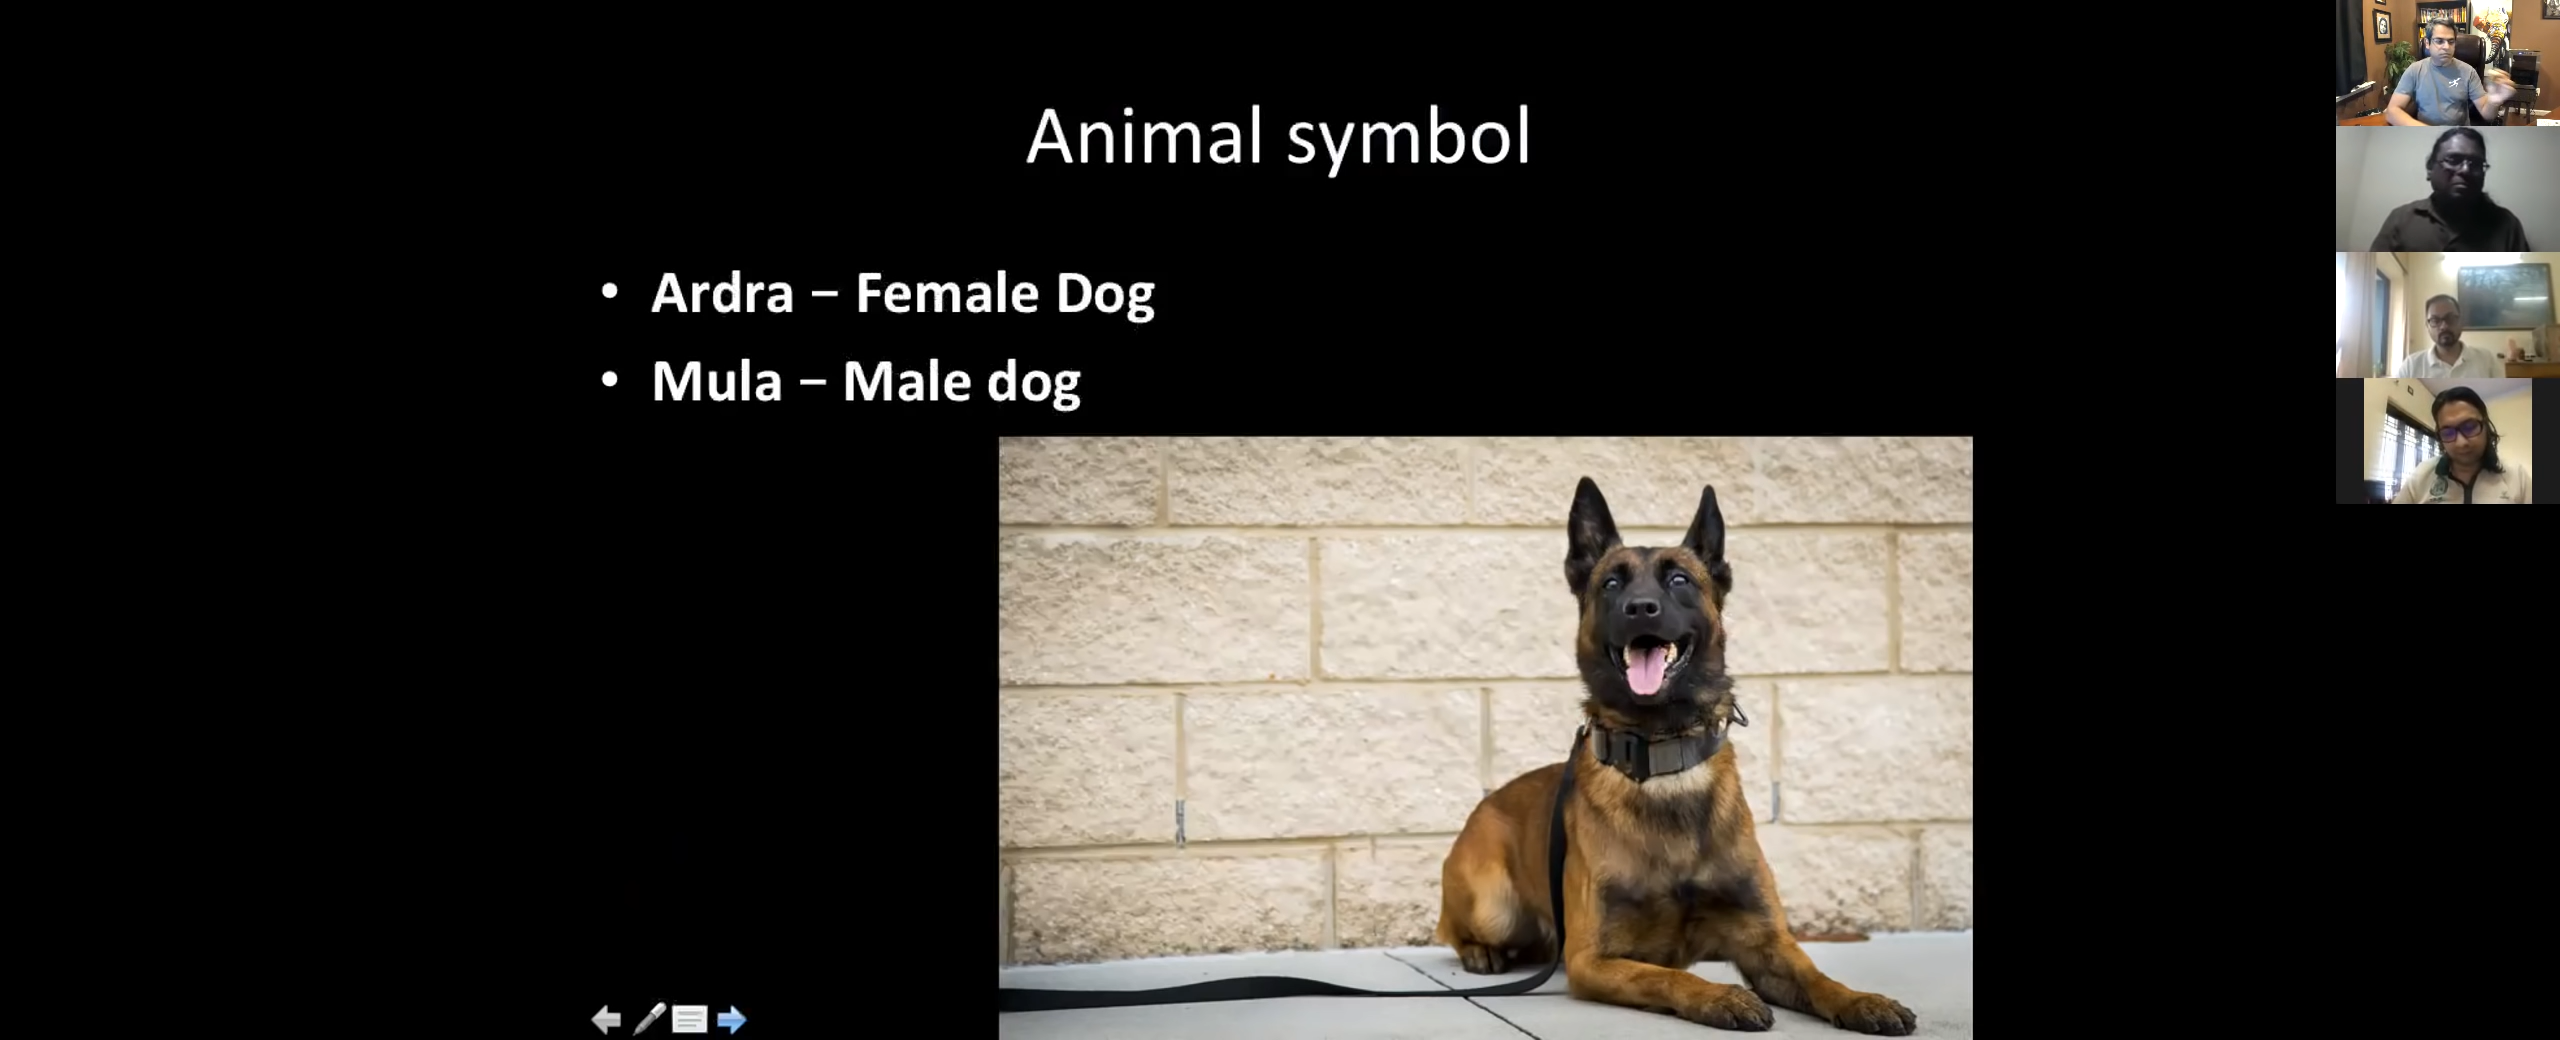 Animal symbol
• Ardra – Female Dog
• Mula – Male dog